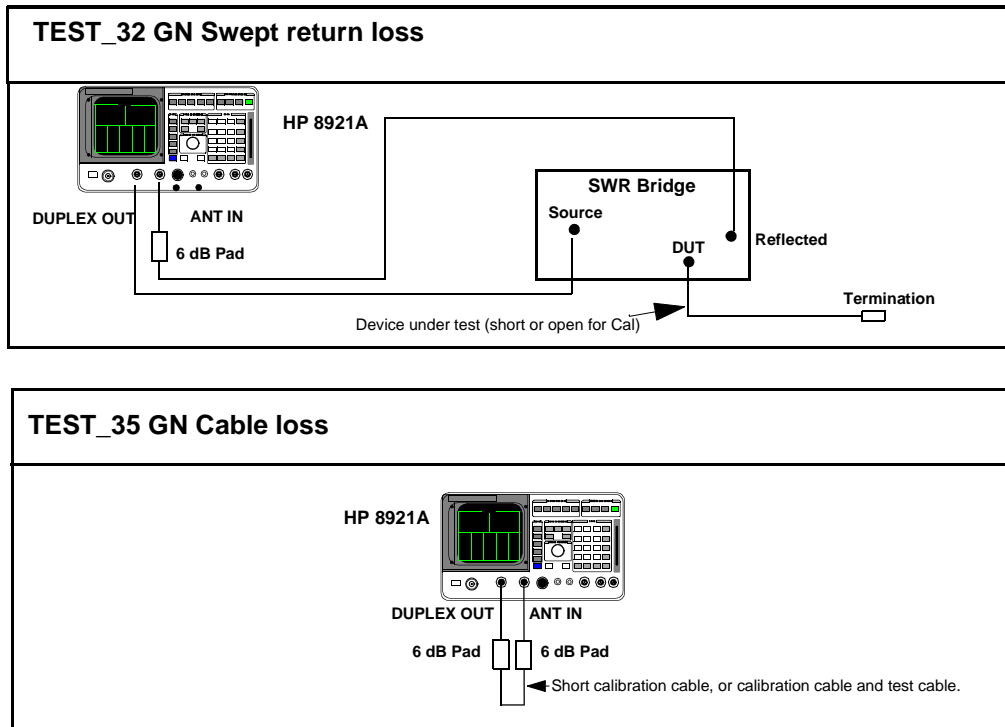 TEST_32 GN Swept return loss
HP 8921A
DUPLEX OUT
ANT IN
6 dB Pad
SWR Bridge
Source
DUT
Reflected
Termination
Device under test (short or open for Cal)
TEST_35 GN Cable loss
HP 8921A
DUPLEX OUT
ANT IN
6 dB Pad
6 dB Pad
Short calibration cable, or calibration cable and test cable.